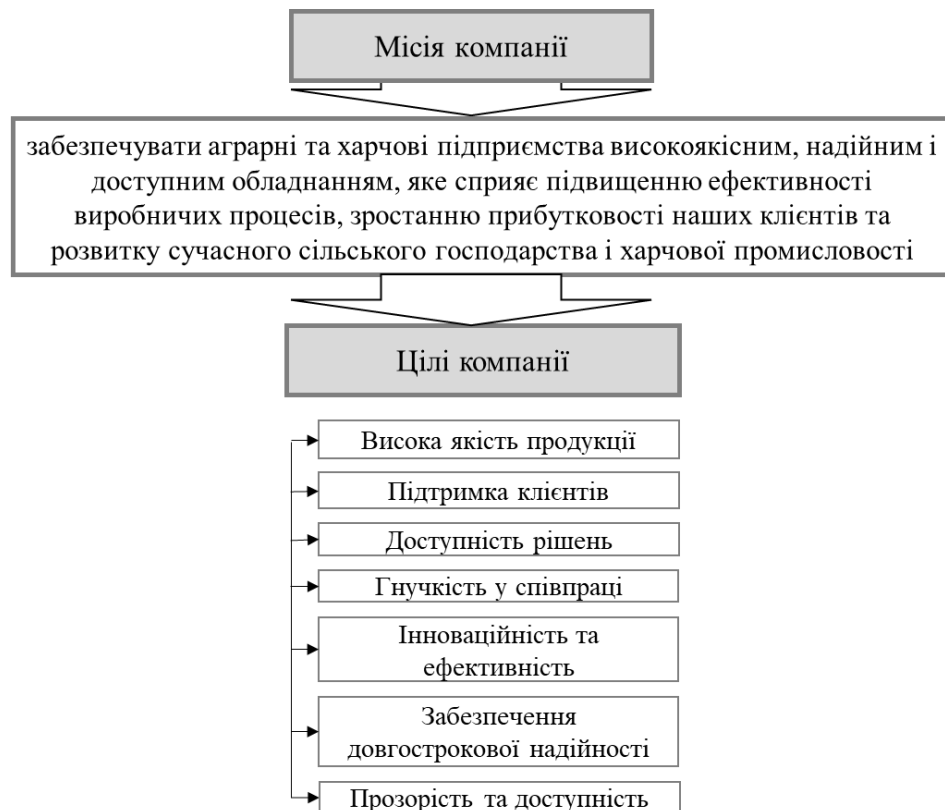 Місія компанії
забезпечувати аграрні та харчові підприємства високоякісним, надійним і
доступним обладнанням, яке сприяє підвищенню ефективності
виробничих процесів, зростанню прибутковості наших клієнтів та
розвитку сучасного сільського господарства і харчової промисловості
Цілі компанії
Висока якість продукції
Підтримка клієнтів
Доступність рішень
Гнучкість у співпраці
Інноваційність та
ефективність
Забезпечення
довгострокової надійності
Прозорість та доступність